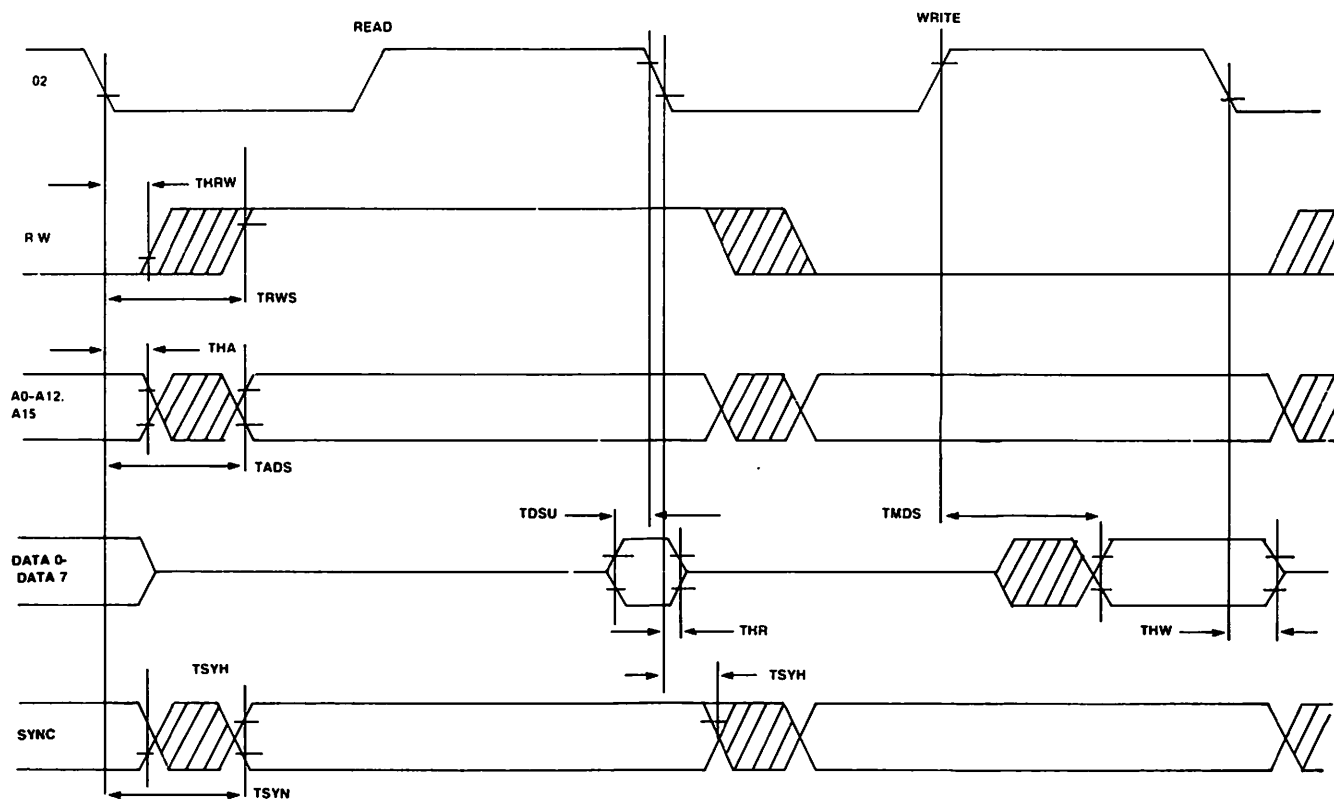 READ
WRITE
02
THRW
R W
TRWS
THA
A0-A12.
A15
TADS
TDSU
TMDS
DATA 0-
DATA 7
THR
THW
TSYH
TSYH
SYNC
TSYN